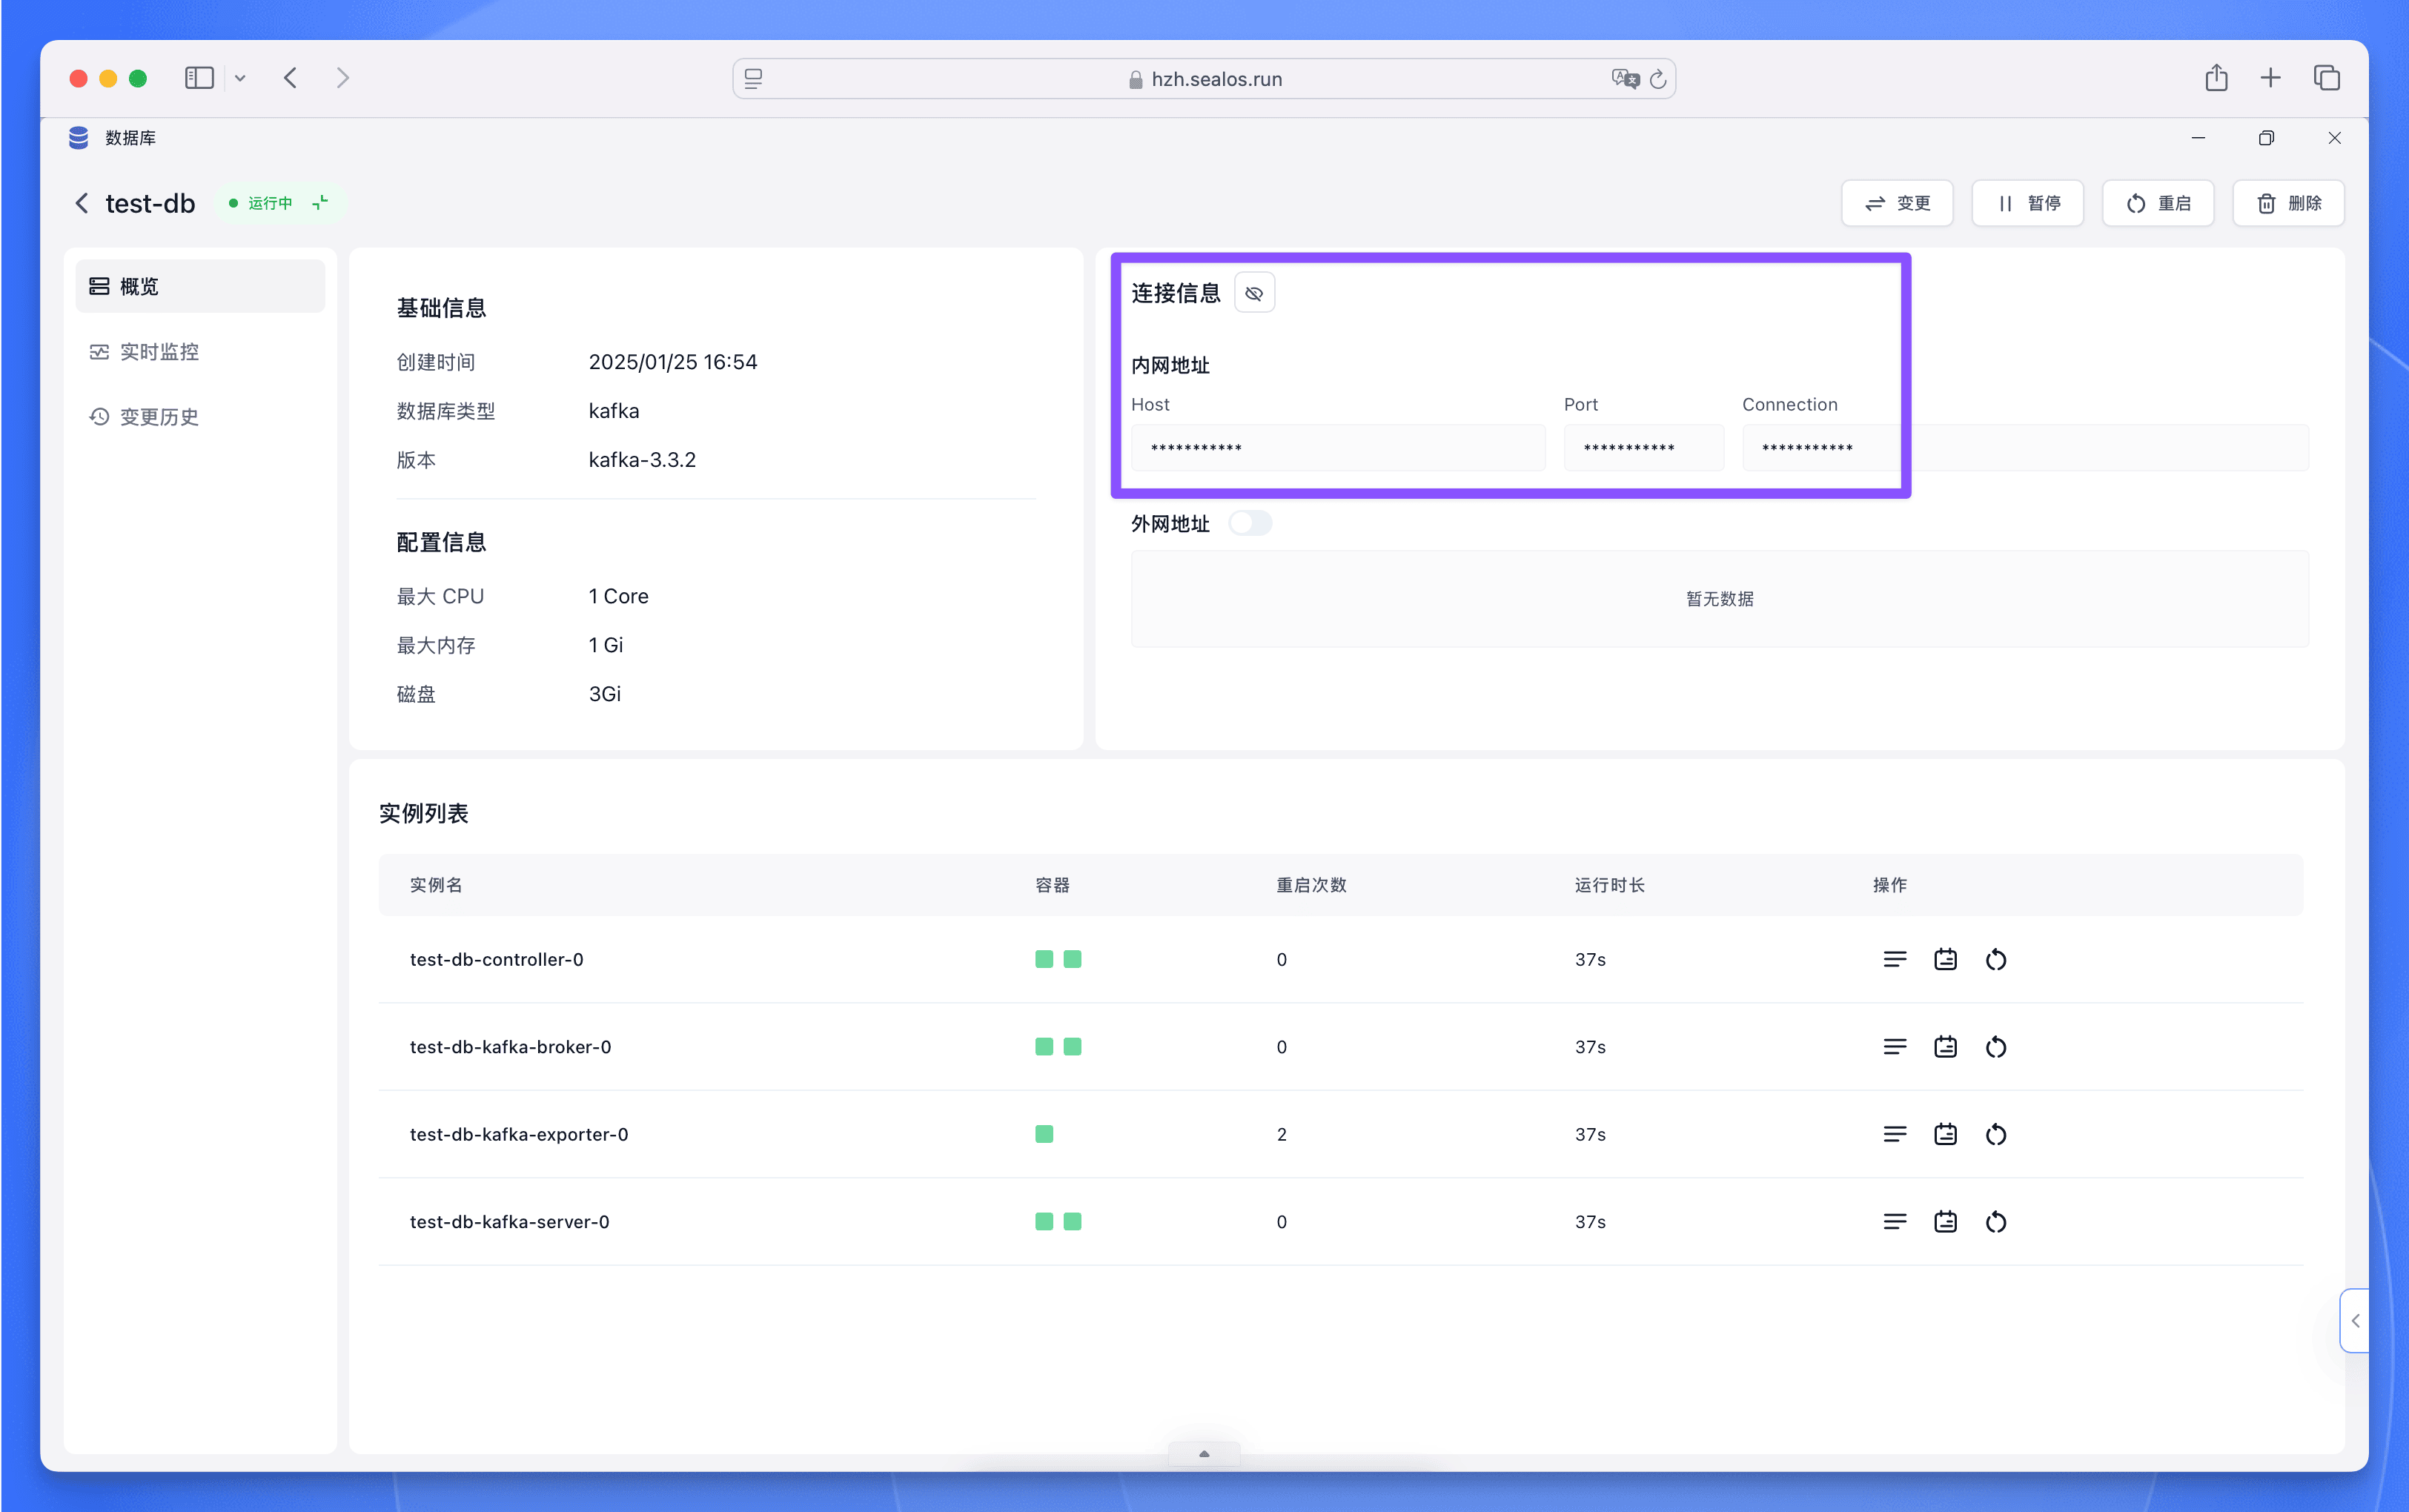 hzh.sealos.run
数据库
test-db
运行中
变更
暂停
重启
删除
概览
实时监控
变更历史
基础信息
创建时间 2025/01/25 16:54
数据库类型 kafka
版本 kafka-3.3.2
配置信息
最大 CPU 1 Core
最大内存 1 Gi
磁盘 3Gi
连接信息
内网地址
Host Port Connection
*********** *********** ***********
外网地址
暂无数据
实例列表
实例名 容器 重启次数 运行时长 操作
test-db-controller-0 0 37s
test-db-kafka-broker-0 0 37s
test-db-kafka-exporter-0 2 37s
test-db-kafka-server-0 0 37s